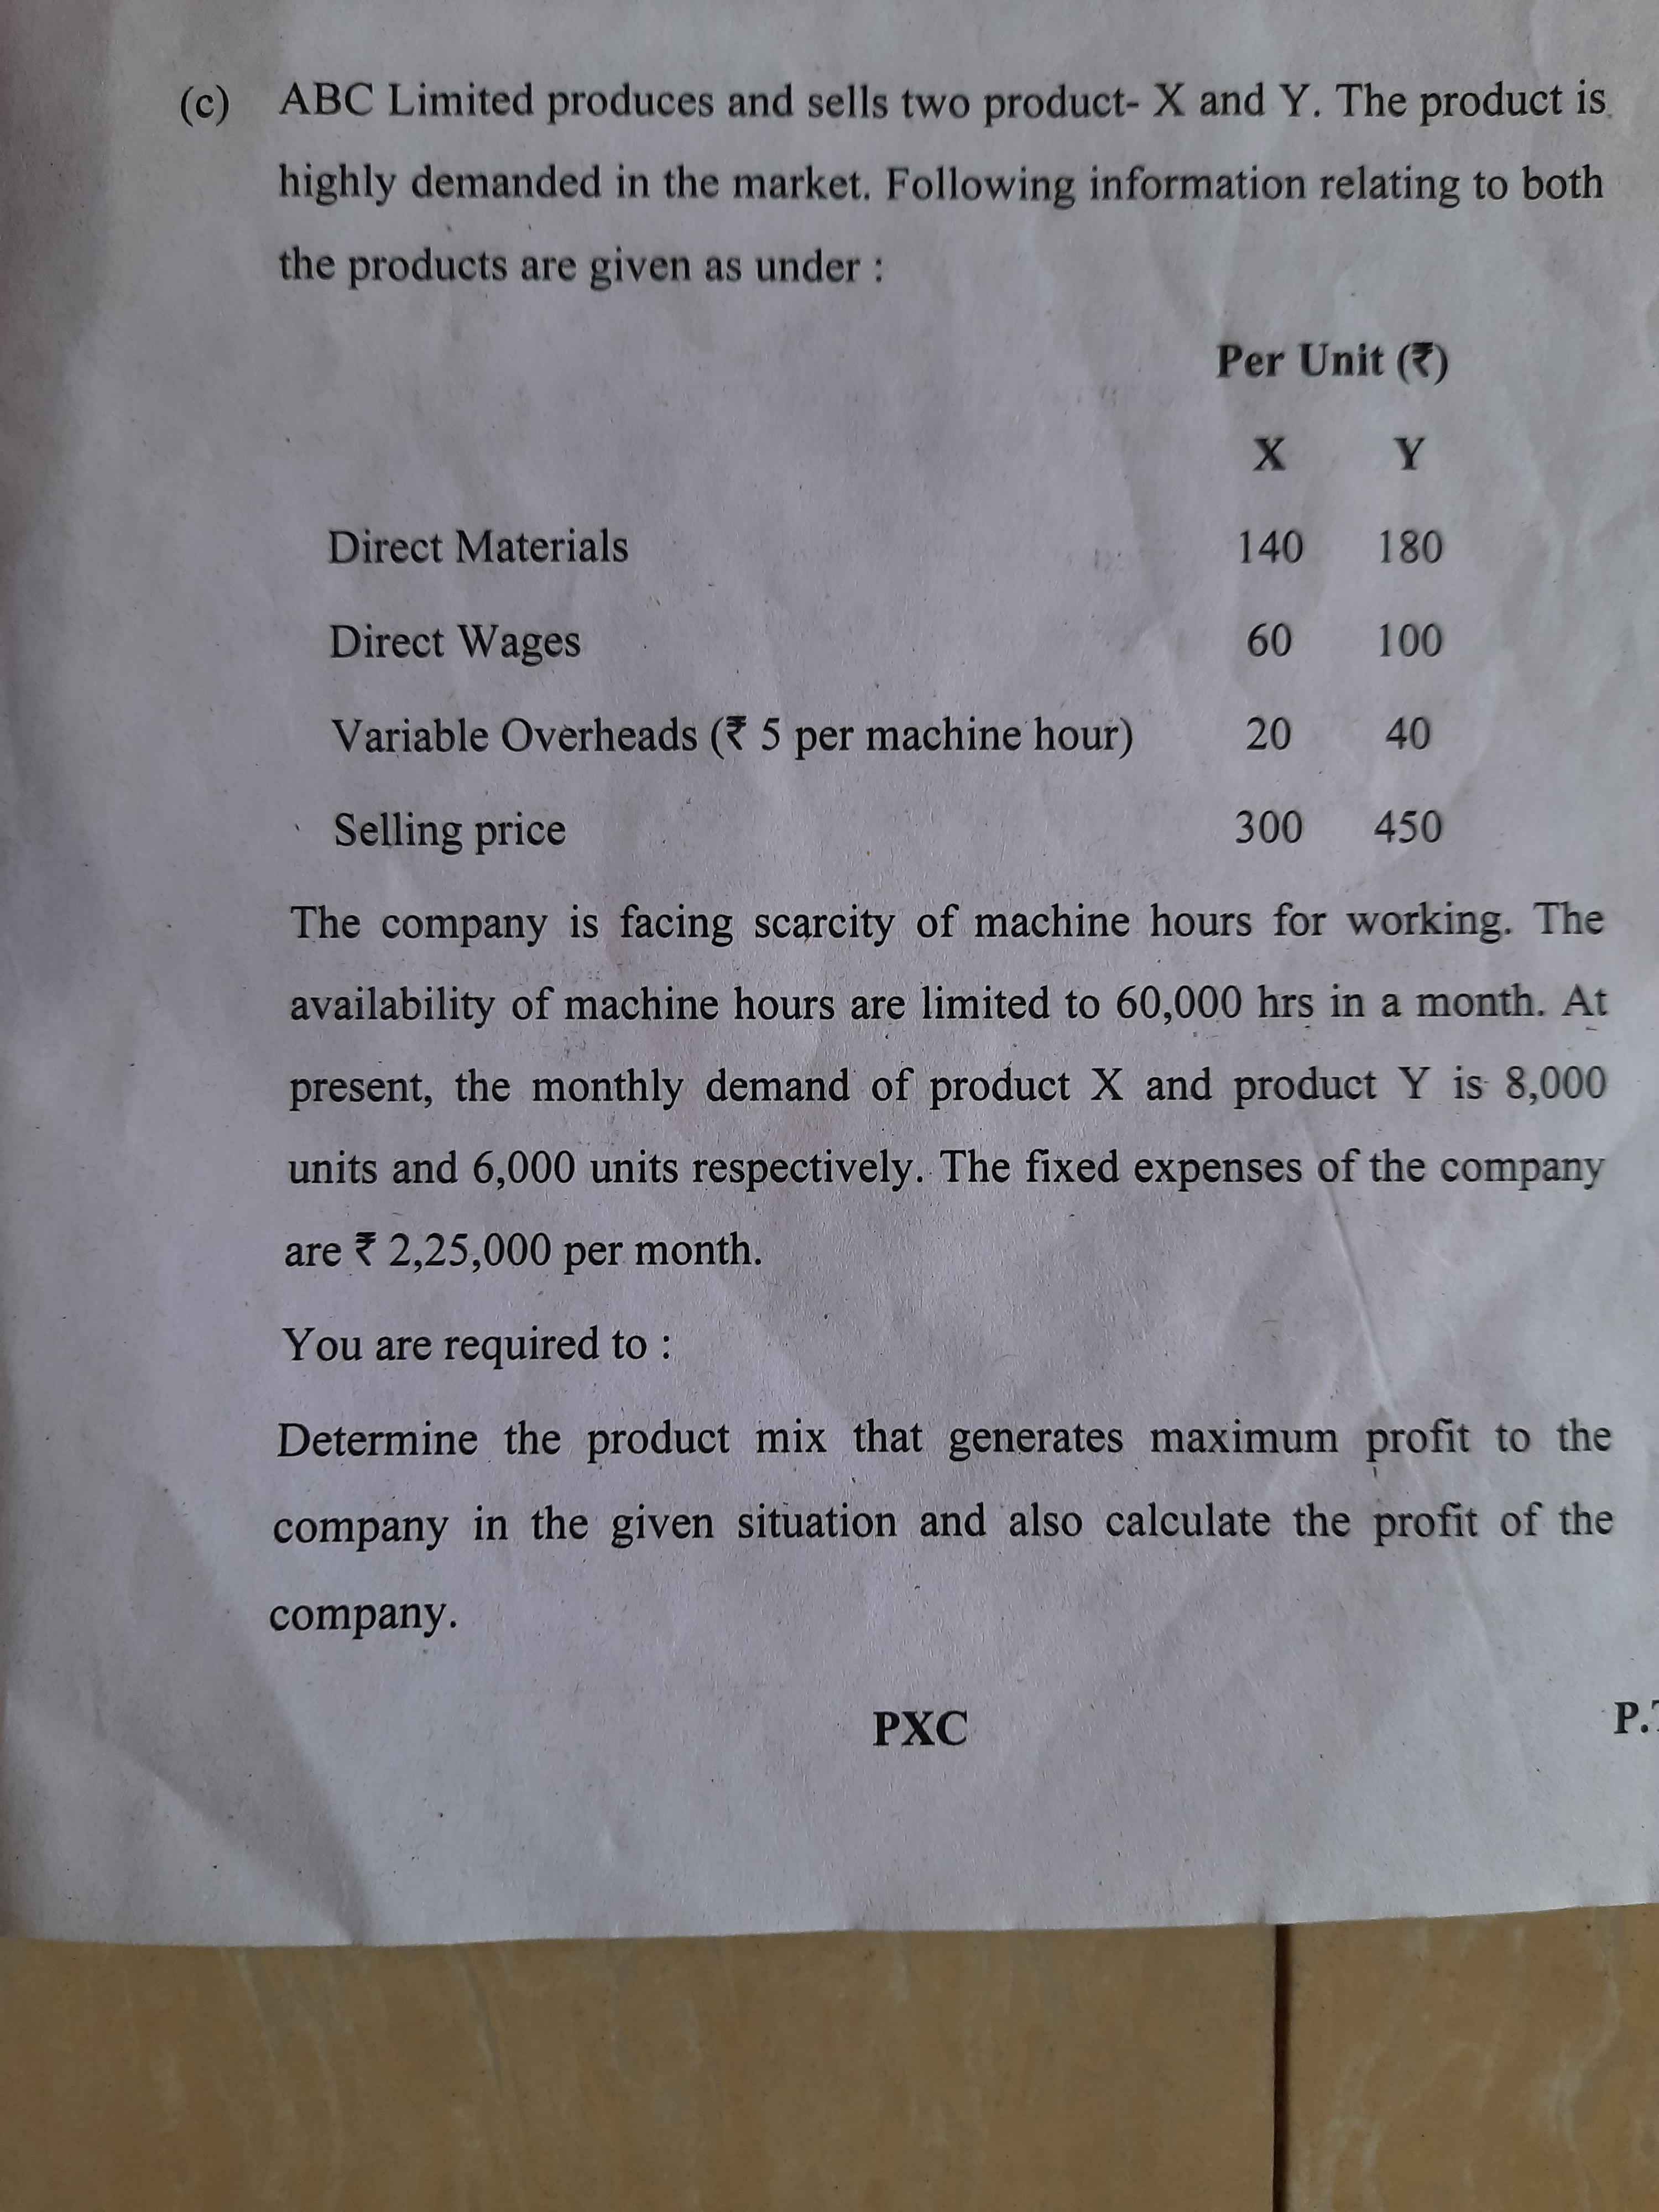 (c) ABC Limited produces and sells two product- X and Y. The product is
highly demanded in the market. Following information relating to both
the products are given as under :
Per Unit (₹)
X Y
Direct Materials 140 180
Direct Wages 60 100
Variable Overheads (₹ 5 per machine hour) 20 40
Selling price 300 450
The company is facing scarcity of machine hours for working. The
availability of machine hours are limited to 60,000 hrs in a month. At
present, the monthly demand of product X and product Y is 8,000
units and 6,000 units respectively. The fixed expenses of the company
are ₹ 2,25,000 per month.
You are required to :
Determine the product mix that generates maximum profit to the
company in the given situation and also calculate the profit of the
company.
PXC